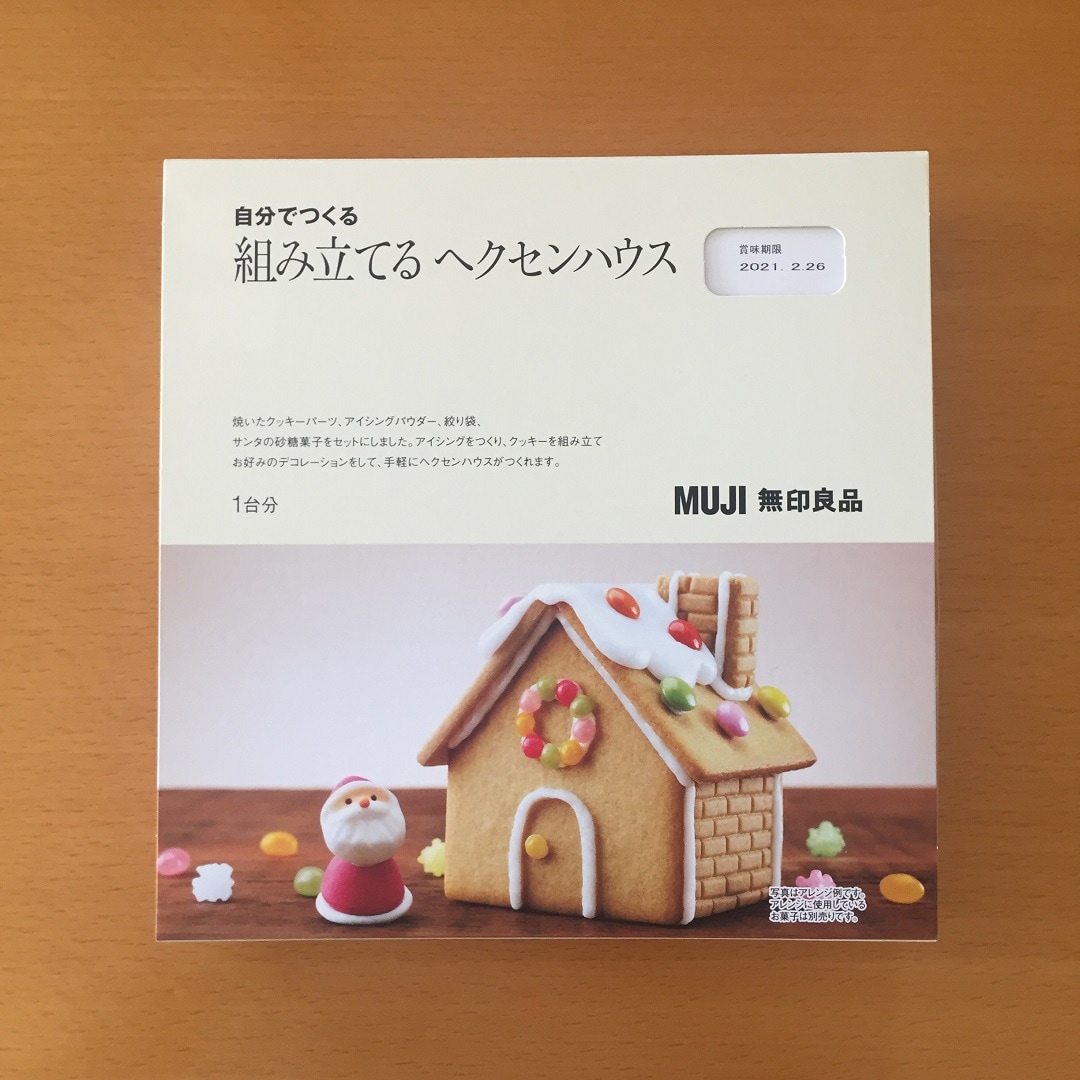 自分でつくる
組み立てる ヘクセンハウス
賞味期限
2021. 2.26
焼いたクッキーパーツ、アイシングパウダー、絞り袋、
サンタの砂糖菓子をセットにしました。アイシングをつくり、クッキーを組み立て
お好みのデコレーションをして、手軽にヘクセンハウスがつくれます。
1台分
MUJI 無印良品
写真はアレンジ例です。
アレンジに使用している
お菓子は別売りです。